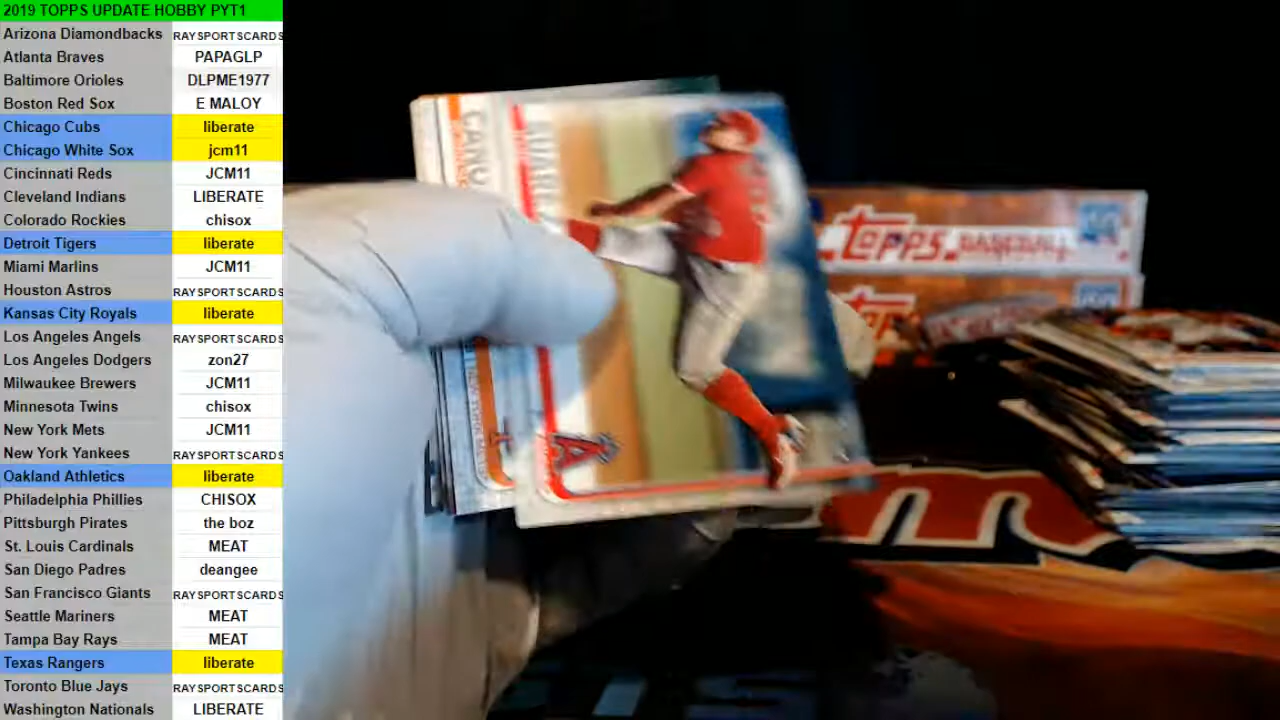 2019 TOPPS UPDATE HOBBY PYT1
Arizona Diamondbacks RAYSPORTSCARDS
Atlanta Braves PAPAGLP
Baltimore Orioles DLPME1977
Boston Red Sox E MALOY
Chicago Cubs liberate
Chicago White Sox jcm11
Cincinnati Reds JCM11
Cleveland Indians LIBERATE
Colorado Rockies chisox
Detroit Tigers liberate
Miami Marlins JCM11
Houston Astros RAYSPORTSCARDS
Kansas City Royals liberate
Los Angeles Angels RAYSPORTSCARDS
Los Angeles Dodgers zon27
Milwaukee Brewers JCM11
Minnesota Twins chisox
New York Mets JCM11
New York Yankees RAYSPORTSCARDS
Oakland Athletics liberate
Philadelphia Phillies CHISOX
Pittsburgh Pirates the boz
St. Louis Cardinals MEAT
San Diego Padres deangee
San Francisco Giants RAYSPORTSCARDS
Seattle Mariners MEAT
Tampa Bay Rays MEAT
Texas Rangers liberate
Toronto Blue Jays RAYSPORTSCARDS
Washington Nationals LIBERATE
CANO
A
topps BASEBALL